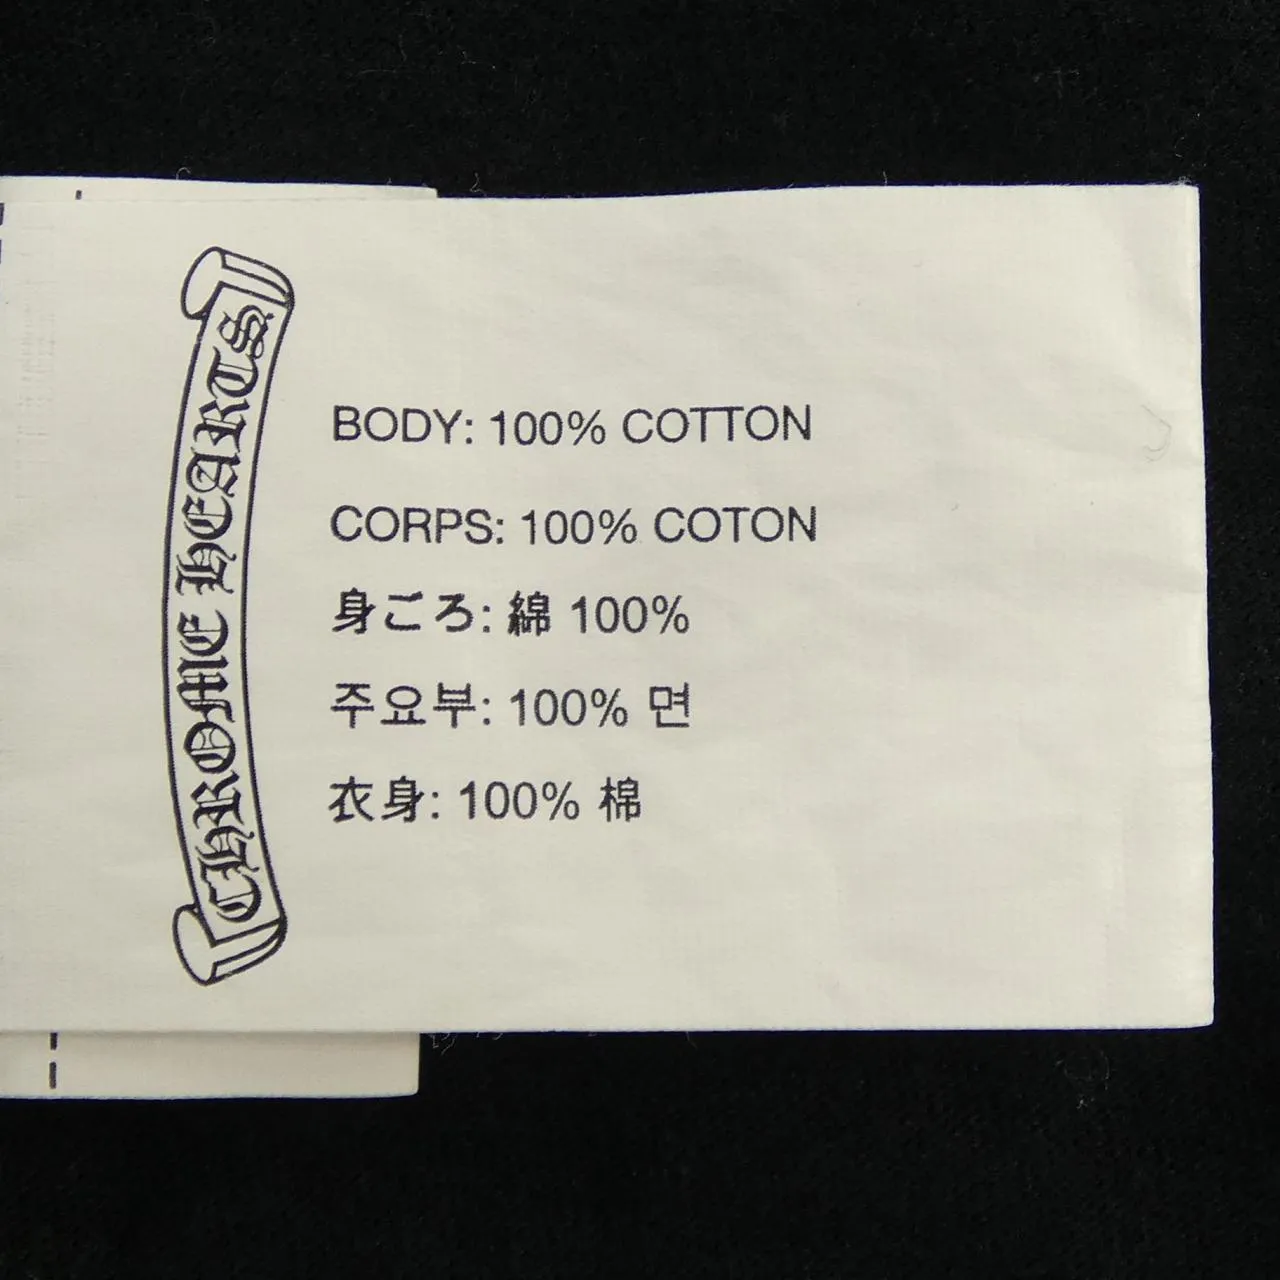 CHROME HEARTS
BODY: 100% COTTON
CORPS: 100% COTON
身ごろ: 綿 100%
주요부: 100% 면
衣身: 100% 棉